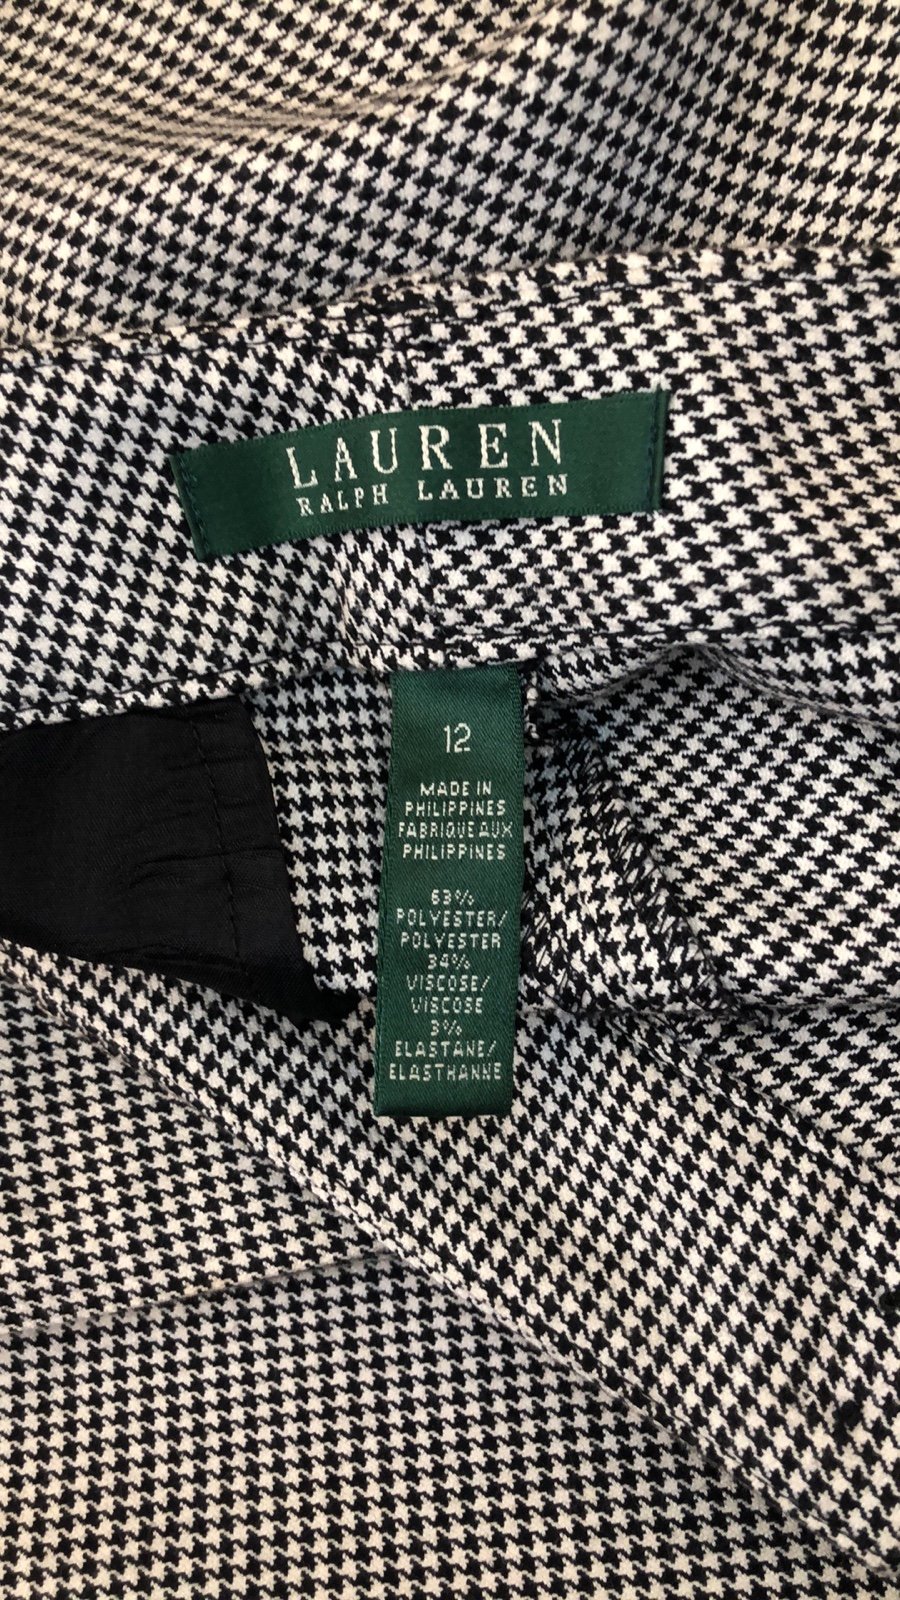 LAUREN
RALPH LAUREN
12
MADE IN
PHILIPPINES
FABRIQUE AUX
PHILIPPINES
63%
POLYESTER/
POLYESTER
34%
VISCOSE/
VISCOSE
3%
ELASTANE/
ELASTHANNE